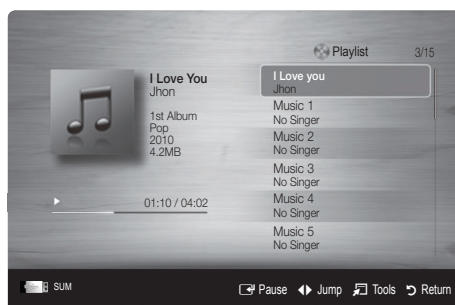 Playlist 3/15
I Love You
Jhon
1st Album
Pop
2010
4.2MB
01:10 / 04:02
I Love you
Jhon
Music 1
No Singer
Music 2
No Singer
Music 3
No Singer
Music 4
No Singer
Music 5
No Singer
SUM
Pause Jump Tools Return